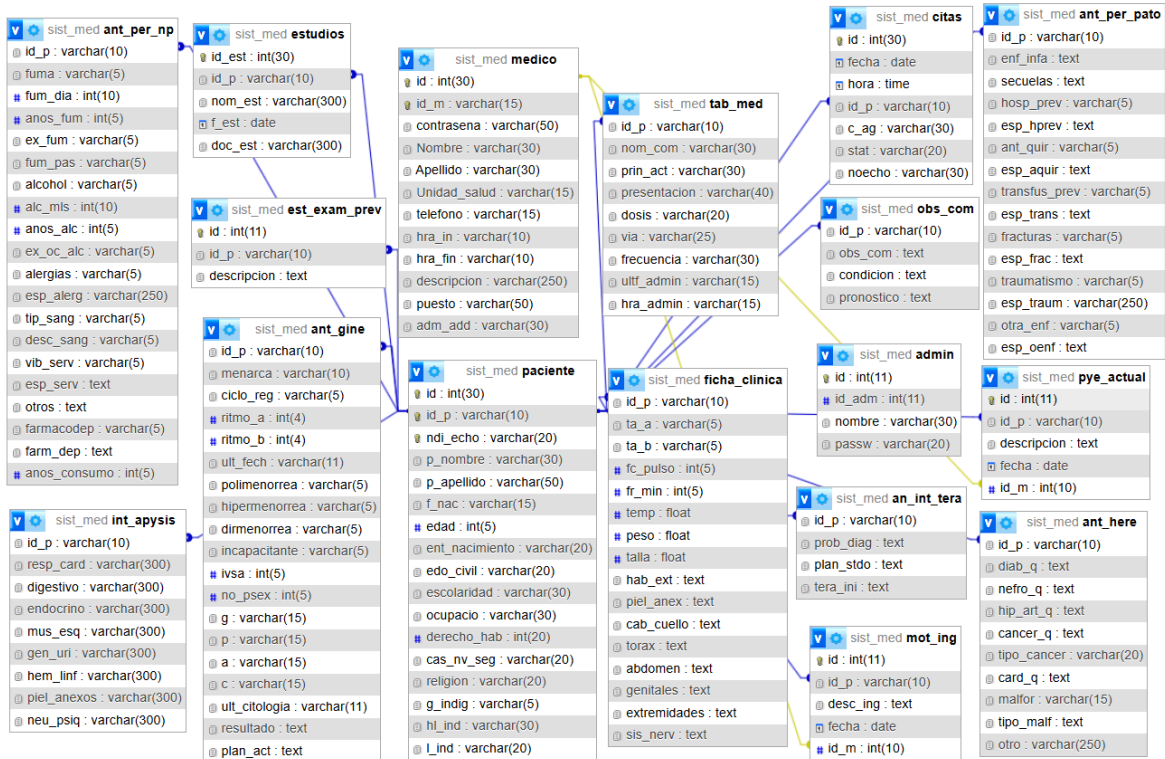 sist_med ant_per_np
id_p : varchar(10)
fuma : varchar(5)
fum_dia : int(10)
anos_fum : int(5)
ex_fum : varchar(5)
fum_pas : varchar(5)
alcohol : varchar(5)
alc_mls : int(10)
anos_alc : int(5)
ex_oc_alc : varchar(5)
alergias : varchar(5)
esp_alerg : varchar(250)
tip_sang : varchar(5)
desc_sang : varchar(5)
vib_serv : varchar(5)
esp_serv : text
otros : text
farmacodep : varchar(5)
farm_dep : text
anos_consumo : int(5)
sist_med int_apysis
id_p : varchar(10)
resp_card : varchar(300)
digestivo : varchar(300)
endocrino : varchar(300)
mus_esq : varchar(300)
gen_uri : varchar(300)
hem_linf : varchar(300)
piel_anexos : varchar(300)
neu_psiq : varchar(300)
sist_med estudios
id_est : int(30)
id_p : varchar(10)
nom_est : varchar(300)
f_est : date
doc_est : varchar(300)
sist_med est_exam_prev
id : int(11)
id_p : varchar(10)
descripcion : text
sist_med ant_gine
id_p : varchar(10)
menarca : varchar(10)
ciclo_reg : varchar(5)
ritmo_a : int(4)
ritmo_b : int(4)
ult_fech : varchar(11)
polimenorrea : varchar(5)
hipermenorrea : varchar(5)
dirmenorrea : varchar(5)
incapacitante : varchar(5)
ivsa : int(5)
no_psex : int(5)
g : varchar(15)
p : varchar(15)
a : varchar(15)
c : varchar(15)
ult_citologia : varchar(11)
resultado : text
plan_act : text
sist_med medico
id : int(30)
id_m : varchar(15)
contrasena : varchar(50)
Nombre : varchar(30)
Apellido : varchar(30)
Unidad_salud : varchar(15)
telefono : varchar(15)
hra_in : varchar(10)
hra_fin : varchar(10)
descripcion : varchar(250)
puesto : varchar(50)
adm_add : varchar(30)
sist_med paciente
id : int(30)
id_p : varchar(10)
ndi_echo : varchar(20)
p_nombre : varchar(30)
p_apellido : varchar(50)
f_nac : varchar(15)
edad : int(5)
ent_nacimiento : varchar(20)
edo_civil : varchar(20)
escolaridad : varchar(30)
ocupacio : varchar(30)
derecho_hab : int(20)
cas_nv_seg : varchar(20)
religion : varchar(20)
g_indig : varchar(5)
hl_ind : varchar(30)
l_ind : varchar(20)
sist_med tab_med
id_p : varchar(10)
nom_com : varchar(30)
prin_act : varchar(30)
presentacion : varchar(40)
dosis : varchar(20)
via : varchar(25)
frecuencia : varchar(30)
ultf_admin : varchar(15)
hra_admin : varchar(15)
sist_med ficha_clinica
id_p : varchar(10)
ta_a : varchar(5)
ta_b : varchar(5)
fc_pulso : int(5)
fr_min : int(5)
temp : float
peso : float
talla : float
hab_ext : text
piel_anex : text
cab_cuello : text
torax : text
abdomen : text
genitales : text
extremidades : text
sis_nerv : text
sist_med citas
id : int(30)
fecha : date
hora : time
id_p : varchar(10)
c_ag : varchar(30)
stat : varchar(20)
noecho : varchar(30)
sist_med obs_com
id_p : varchar(10)
obs_com : text
condicion : text
pronostico : text
sist_med admin
id : int(11)
id_adm : int(11)
nombre : varchar(30)
passw : varchar(20)
sist_med an_int_tera
id_p : varchar(10)
prob_diag : text
plan_stdo : text
tera_ini : text
sist_med mot_ing
id : int(11)
id_p : varchar(10)
desc_ing : text
fecha : date
id_m : int(10)
sist_med ant_per_pato
id_p : varchar(10)
enf_infa : text
secuelas : text
hosp_prev : varchar(5)
esp_hprev : text
ant_quir : varchar(5)
esp_aquir : text
transfus_prev : varchar(5)
esp_trans : text
fracturas : varchar(5)
esp_frac : text
traumatismo : varchar(5)
esp_traum : varchar(250)
otra_enf : varchar(5)
esp_oenf : text
sist_med pye_actual
id : int(11)
id_p : varchar(10)
descripcion : text
fecha : date
id_m : int(10)
sist_med ant_here
id_p : varchar(10)
diab_q : text
nefro_q : text
hip_art_q : text
cancer_q : text
tipo_cancer : varchar(20)
card_q : text
malfor : varchar(15)
tipo_malf : text
otro : varchar(250)